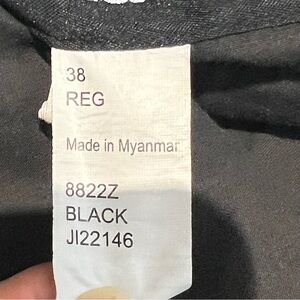 38
REG
Made in Myanmar
8822Z
BLACK
JI22146